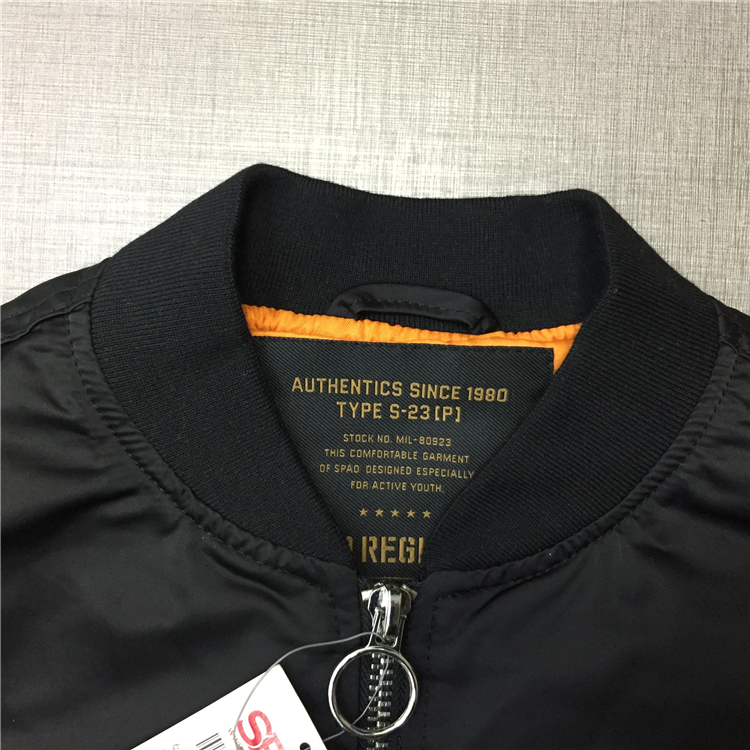 AUTHENTICS SINCE 1980
TYPE S-23 [P]
STOCK NO. MIL-80923
THIS COMFORTABLE GARMENT
OF SPAO DESIGNED ESPECIALLY
FOR ACTIVE YOUTH.
★★★★★
REGI